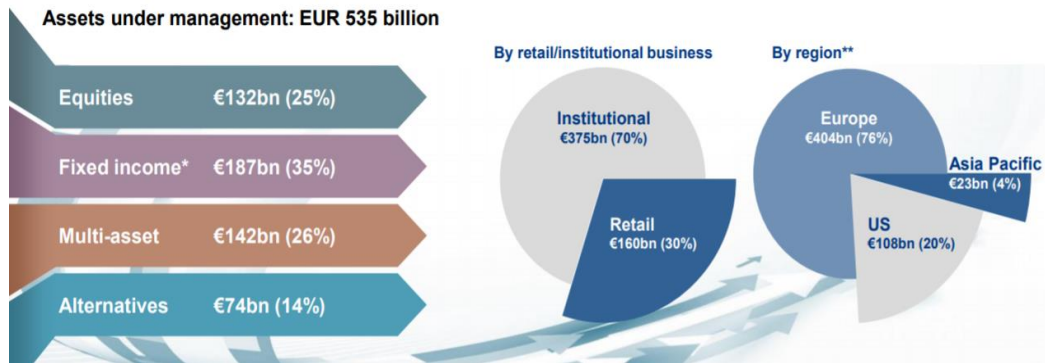 Assets under management: EUR 535 billion
Equities €132bn (25%)
Fixed income* €187bn (35%)
Multi-asset €142bn (26%)
Alternatives €74bn (14%)
By retail/institutional business
Institutional
€375bn (70%)
Retail
€160bn (30%)
By region**
Europe
€404bn (76%)
Asia Pacific
€23bn (4%)
US
€108bn (20%)